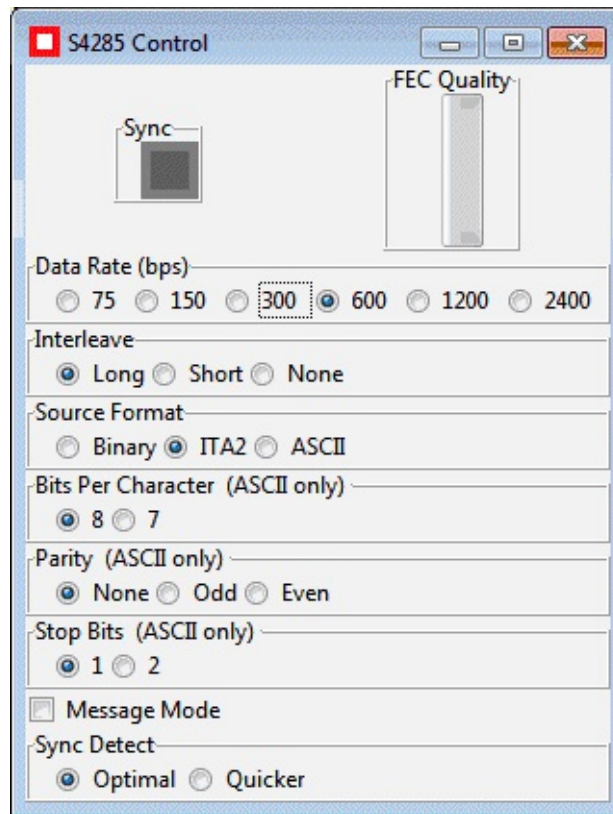 S4285 Control
FEC Quality
Sync
Data Rate (bps)
75 150 300 600 1200 2400
Interleave
Long Short None
Source Format
Binary ITA2 ASCII
Bits Per Character (ASCII only)
8 7
Parity (ASCII only)
None Odd Even
Stop Bits (ASCII only)
1 2
Message Mode
Sync Detect
Optimal Quicker